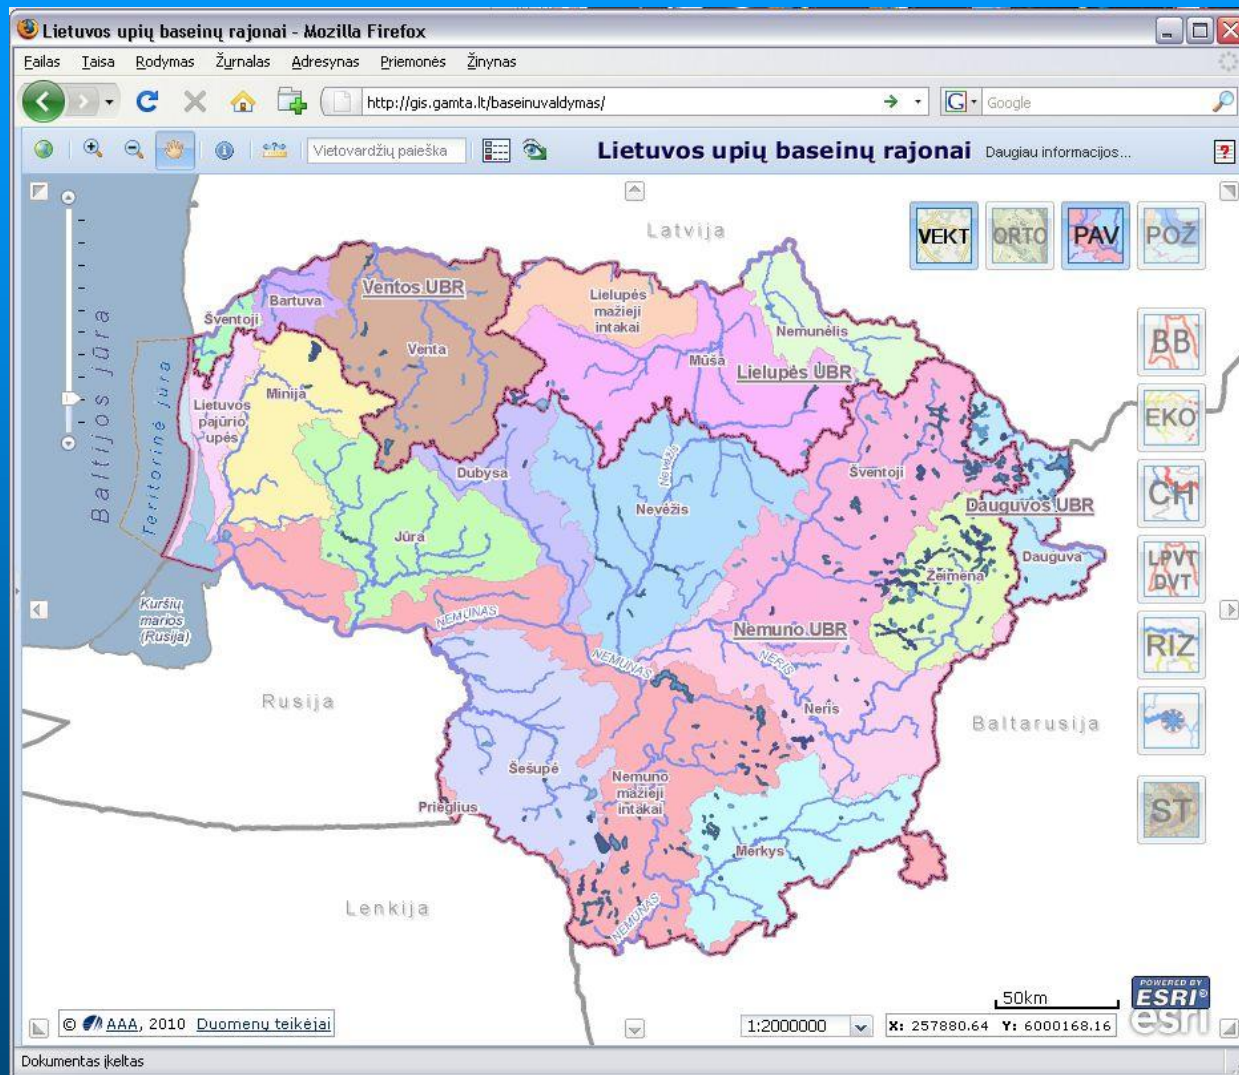 Lietuvos upių baseinų rajonai - Mozilla Firefox
Failas Taisa Rodymas Žurnalas Adresynas Priemonės Žinynas
http://gis.gamta.lt/baseinuvaldymas/
G Google
Vietovardžių paieška
Lietuvos upių baseinų rajonai Daugiau informacijos...
?
Latvija
VEKT ORTO PAV POŽ
Ventos UBR
Bartuva
Lielupės
mažieji
intakai
Šventoji
Nemunėlis
Venta
Mūša
Lielupės UBR
BB
Baltijos jūra
Teritorinė jūra
Minija
Lietuvos
pajūrio
upės
EKO
Dubysa
Nevėžis
Šventoji
Nevėžis
CH
Dauguvos UBR
Jūra
Dauguva
Žeimena
LPVT
DVT
Kuršių
marios
(Rusija)
NEMUNAS
Nemuno UBR
RIZ
NEMUNAS
NERIS
Rusija
Neris
Baltarusija
Šešupė
Nemuno
mažieji
intakai
Prieglius
ST
Merkys
Lenkija
NEMUNAS
50km
POWERED BY
ESRI®
esri
© AAA, 2010 Duomenų teikėjai
1:2000000
X: 257880.64 Y: 6000168.16
Dokumentas įkeltas